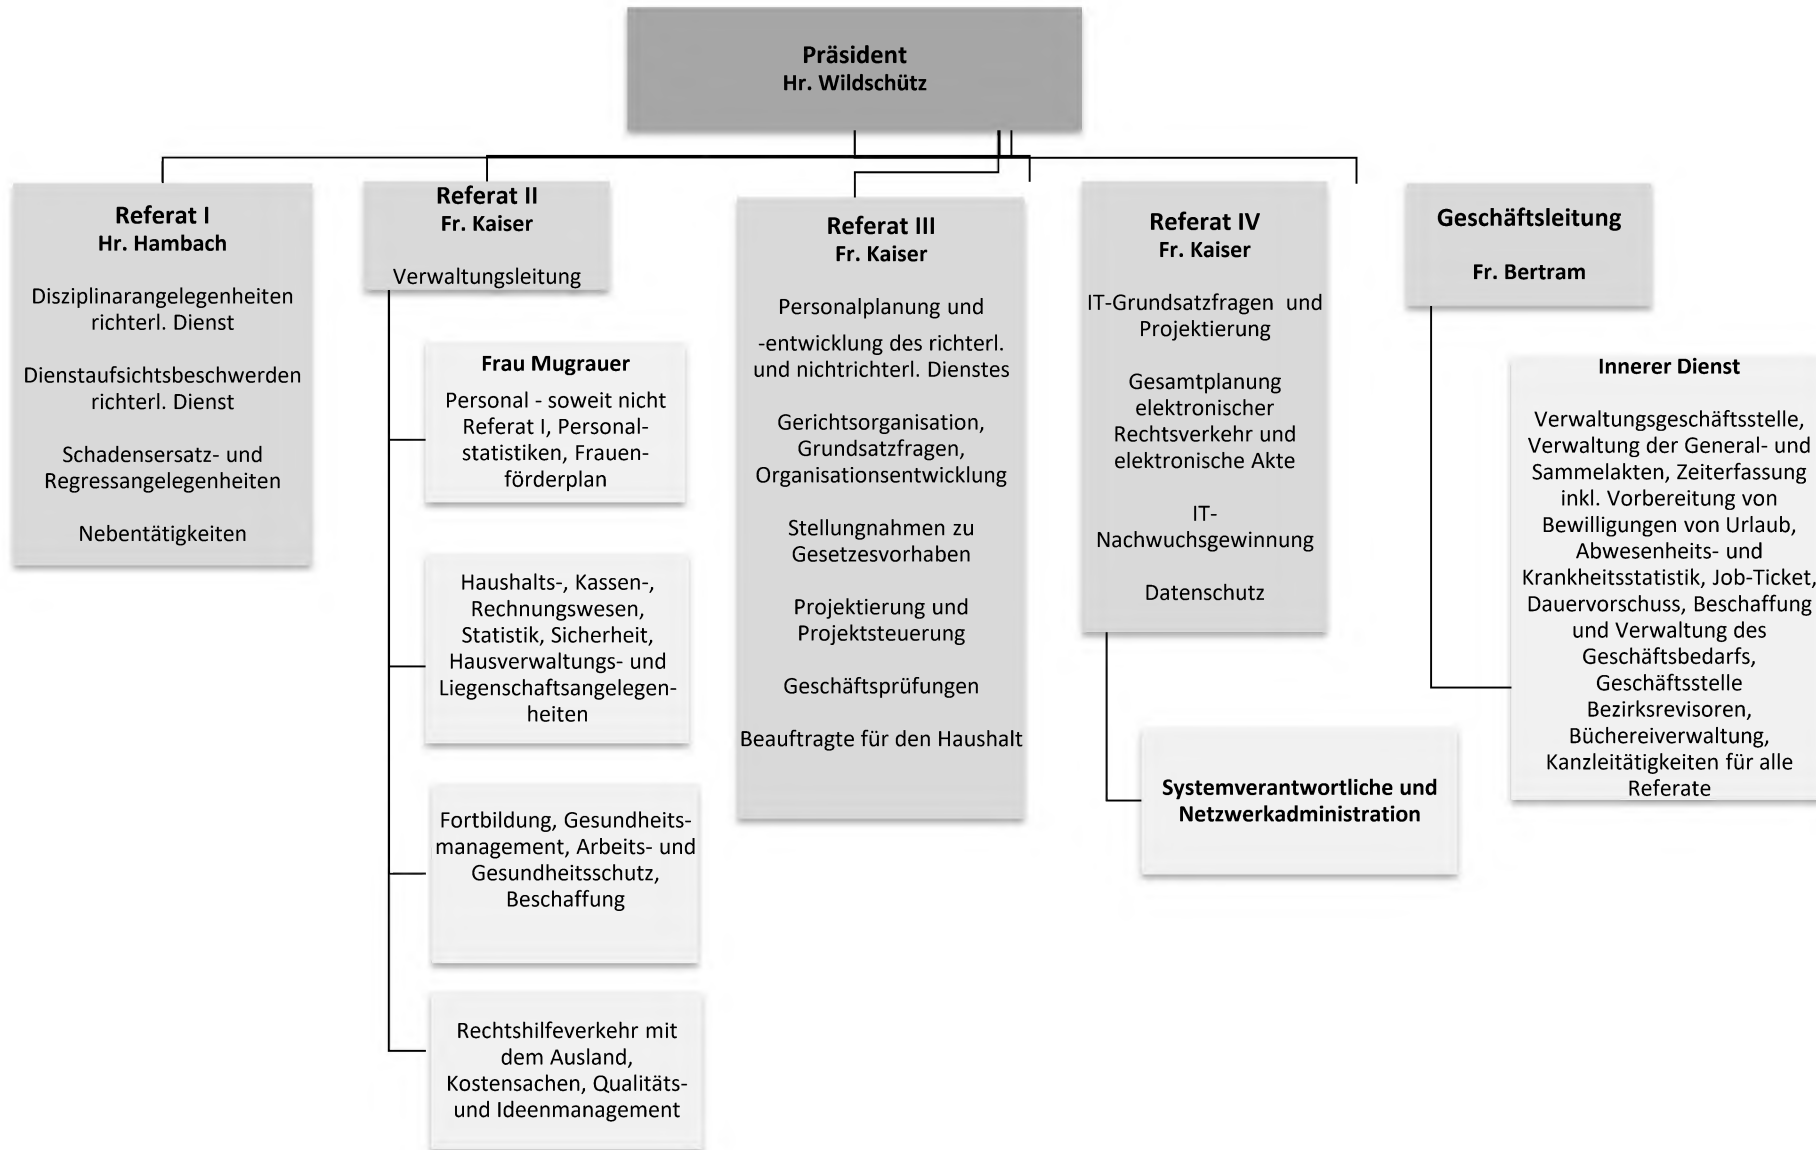 Präsident
Hr. Wildschütz
Referat I
Hr. Hambach
Disziplinarangelegenheiten
richterl. Dienst
Dienstaufsichtsbeschwerden
richterl. Dienst
Schadensersatz- und
Regressangelegenheiten
Nebentätigkeiten
Referat II
Fr. Kaiser
Verwaltungsleitung
Frau Mugrauer
Personal - soweit nicht
Referat I, Personal-
statistiken, Frauen-
förderplan
Haushalts-, Kassen-,
Rechnungswesen,
Statistik, Sicherheit,
Hausverwaltungs- und
Liegenschaftsangelegen-
heiten
Fortbildung, Gesundheits-
management, Arbeits- und
Gesundheitsschutz,
Beschaffung
Rechtshilfeverkehr mit
dem Ausland,
Kostensachen, Qualitäts-
und Ideenmanagement
Referat III
Fr. Kaiser
Personalplanung und
-entwicklung des richterl.
und nichtrichterl. Dienstes
Gerichtsorganisation,
Grundsatzfragen,
Organisationsentwicklung
Stellungnahmen zu
Gesetzesvorhaben
Projektierung und
Projektsteuerung
Geschäftsprüfungen
Beauftragte für den Haushalt
Referat IV
Fr. Kaiser
IT-Grundsatzfragen und
Projektierung
Gesamtplanung
elektronischer
Rechtsverkehr und
elektronische Akte
IT-
Nachwuchsgewinnung
Datenschutz
Systemverantwortliche und
Netzwerkadministration
Geschäftsleitung
Fr. Bertram
Innerer Dienst
Verwaltungsgeschäftsstelle,
Verwaltung der General- und
Sammelakten, Zeiterfassung
inkl. Vorbereitung von
Bewilligungen von Urlaub,
Abwesenheits- und
Krankheitsstatistik, Job-Ticket,
Dauervorschuss, Beschaffung
und Verwaltung des
Geschäftsbedarfs,
Geschäftsstelle
Bezirksrevisoren,
Büchereiverwaltung,
Kanzleitätigkeiten für alle
Referate